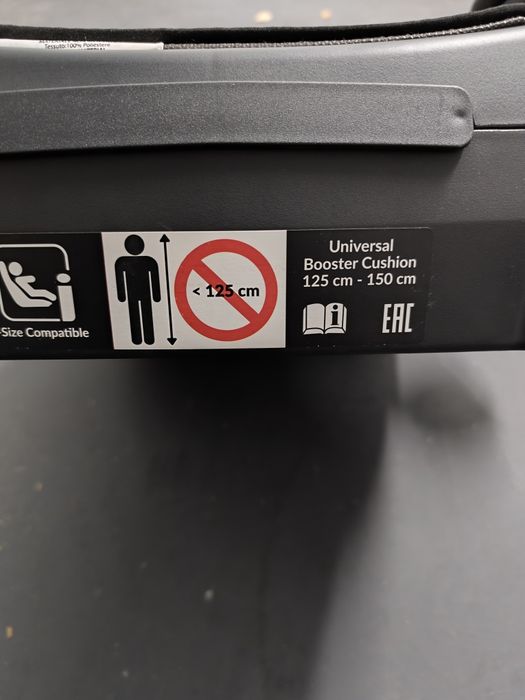 Tessuto:100% Poliestere
-Size Compatible
< 125 cm
Universal
Booster Cushion
125 cm - 150 cm
i
EAC